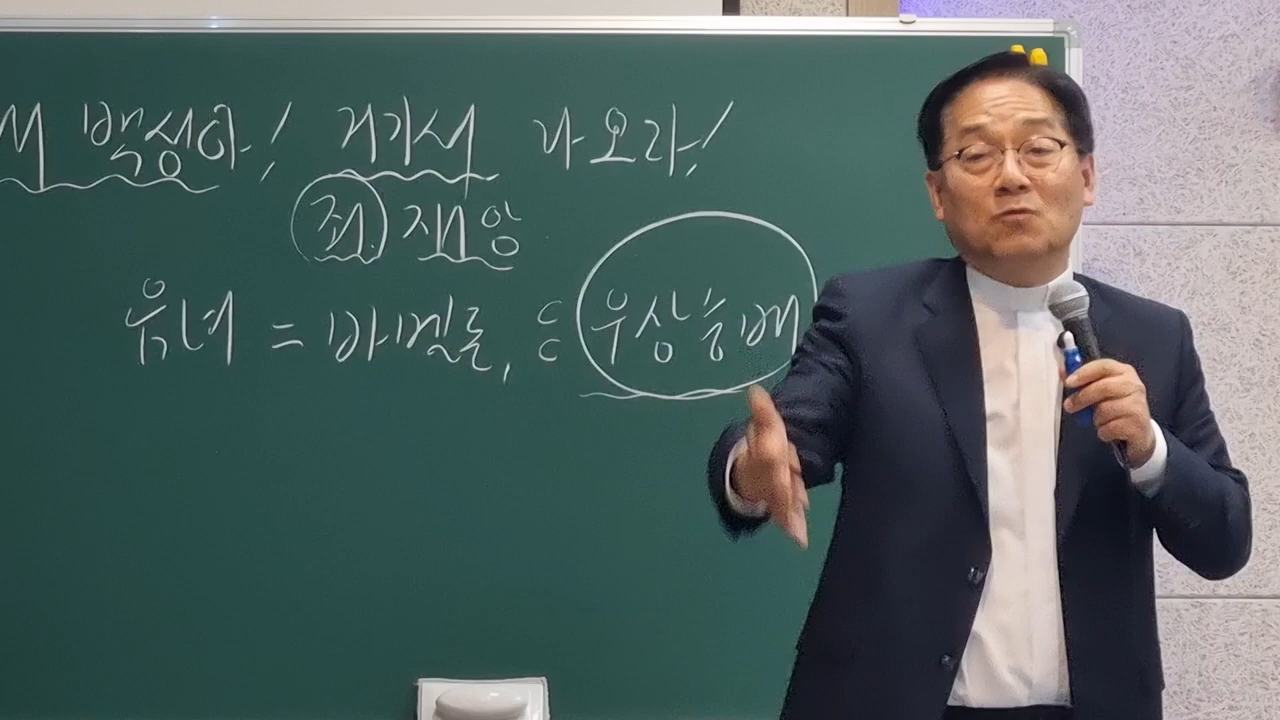 백성아! 거기서 나오라!
죄 재앙
음녀 = 바벨론, 우상숭배